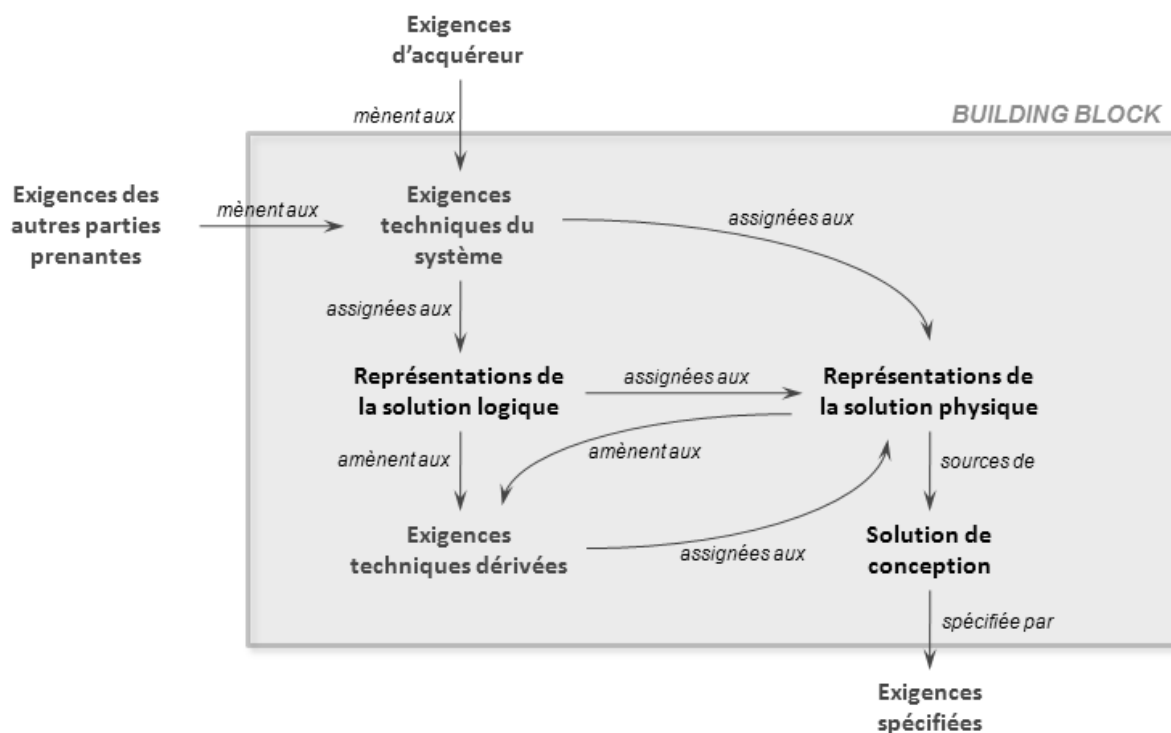 Exigences
d’acquéreur
mènent aux
BUILDING BLOCK
Exigences des
autres parties
prenantes
mènent aux
Exigences
techniques du
système
assignées aux
assignées aux
Représentations de
la solution logique
assignées aux
Représentations de
la solution physique
amènent aux
amènent aux
sources de
Exigences
techniques dérivées
assignées aux
Solution de
conception
spécifiée par
Exigences
spécifiées